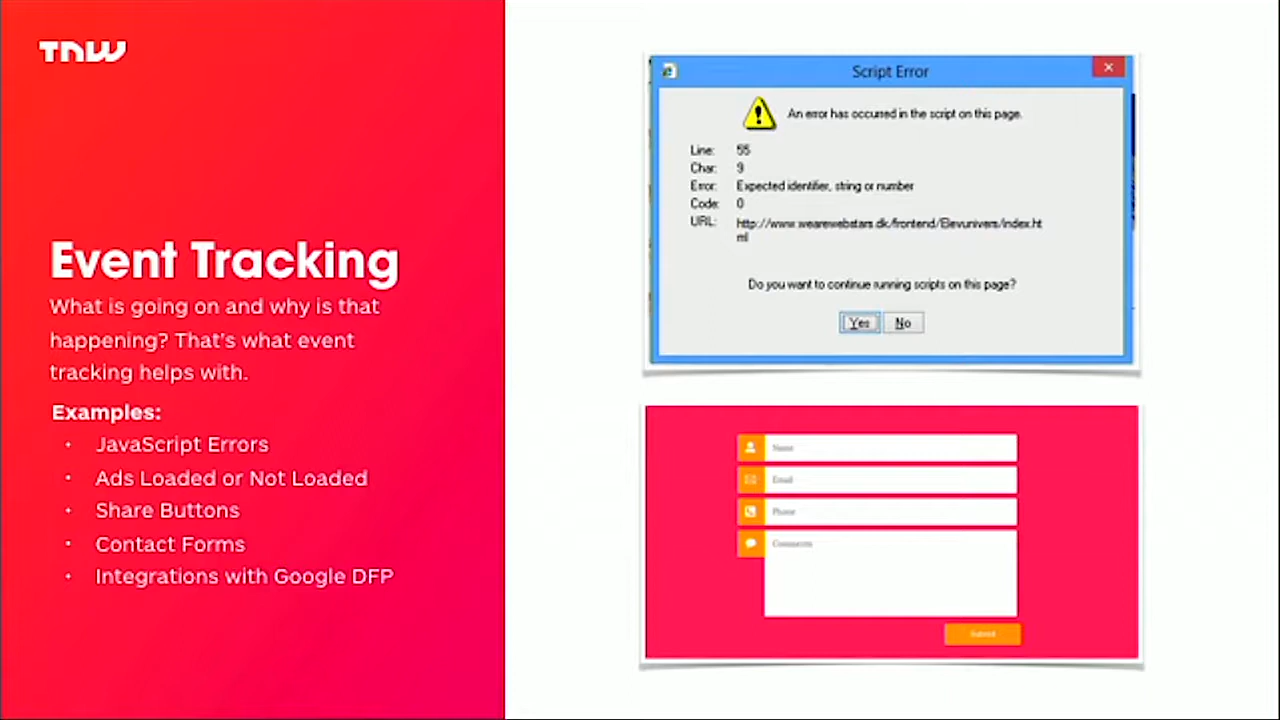 TNW
Event Tracking
What is going on and why is that
happening? That's what event
tracking helps with.
Examples:
• JavaScript Errors
• Ads Loaded or Not Loaded
• Share Buttons
• Contact Forms
• Integrations with Google DFP
Script Error
An error has occurred in the script on this page.
Line: 55
Char: 9
Error: Expected identifier, string or number
Code: 0
URL: http://www.wearewebstars.dk/frontend/Elevunivers/index.ht
ml
Do you want to continue running scripts on this page?
Yes No
Name
Email
Phone
Comments
Submit